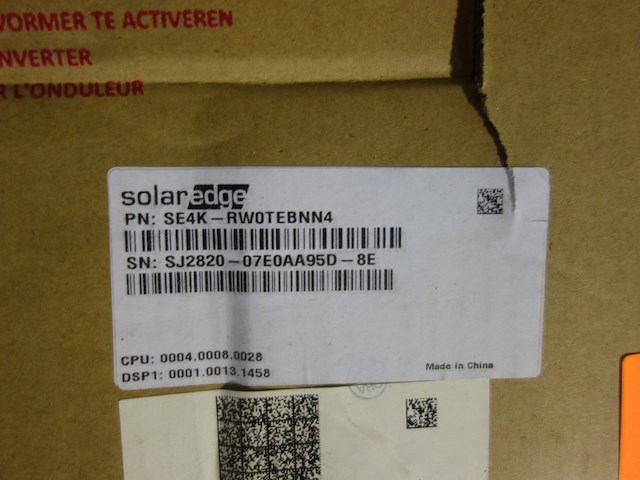 VORMER TE ACTIVEREN
NVERTER
R L'ONDULEUR
solaredge
PN: SE4K-RW0TEBNN4
SN: SJ2820-07E0AA95D-8E
CPU: 0004.0008.0028
DSP1: 0001.0013.1458
Made in China